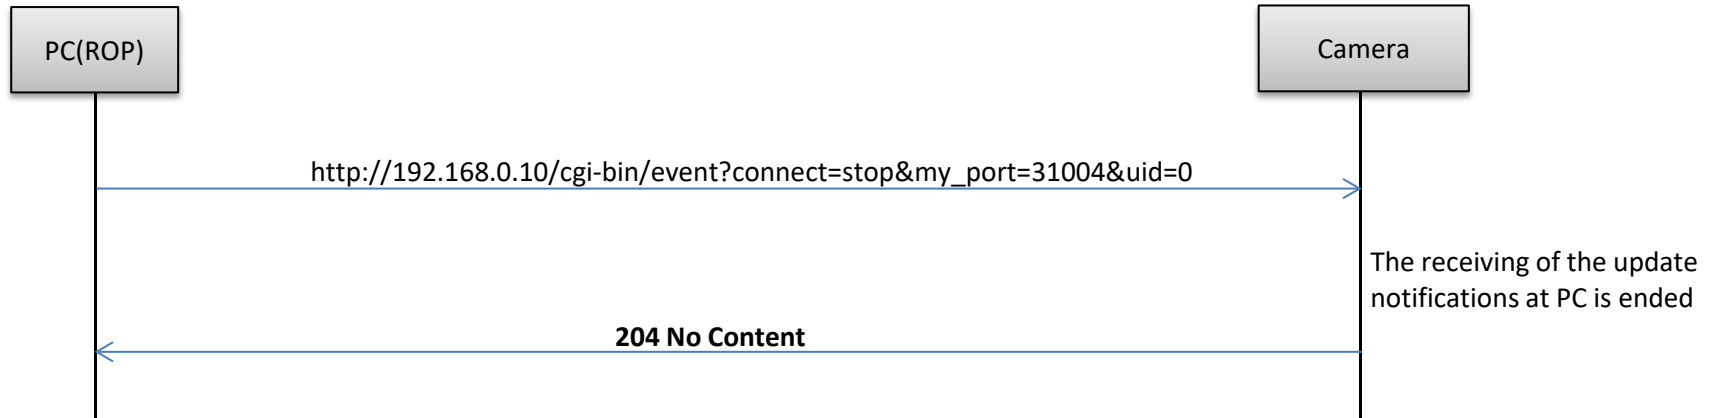 PC(ROP)
Camera
http://192.168.0.10/cgi-bin/event?connect=stop&my_port=31004&uid=0
The receiving of the update
notifications at PC is ended
204 No Content